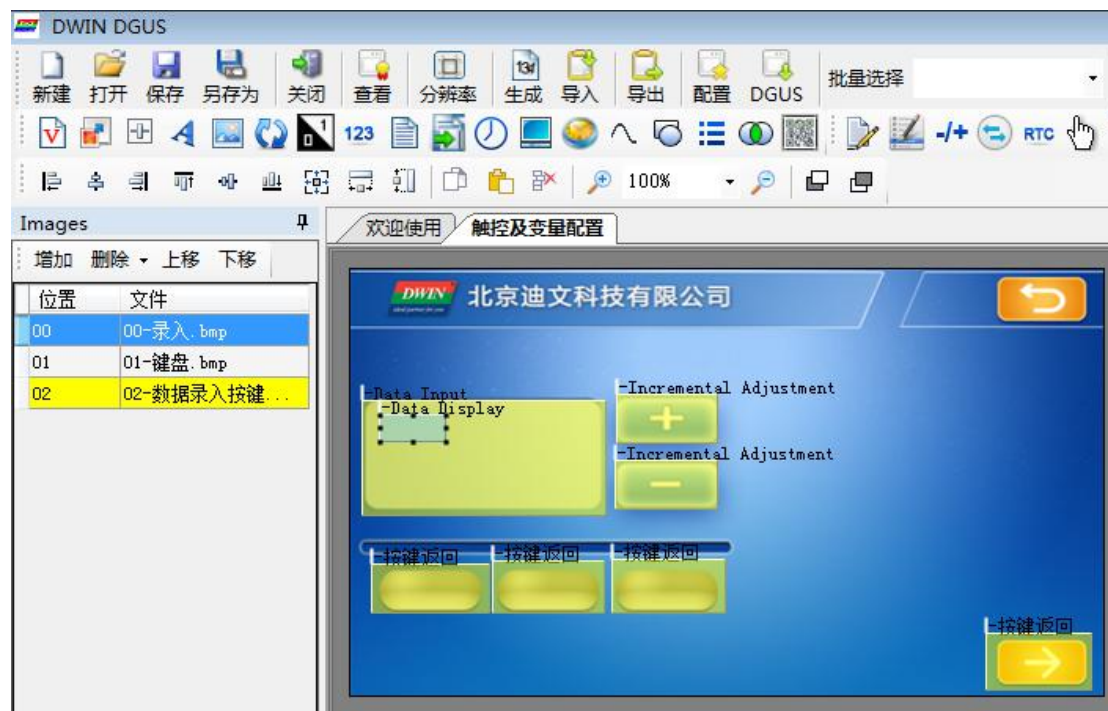 DWIN DGUS
新建 打开 保存 另存为 关闭 查看 分辨率 生成 导入 导出 配置 DGUS 批量选择
123 -/+ RTC
100%
Images
欢迎使用 触控及变量配置
增加 删除 上移 下移
位置 文件
00 00-录入.bmp
01 01-键盘.bmp
02 02-数据录入按键...
DWIN 北京迪文科技有限公司
Data Input
Data Display
Incremental Adjustment
Incremental Adjustment
按键返回 按键返回 按键返回
按键返回